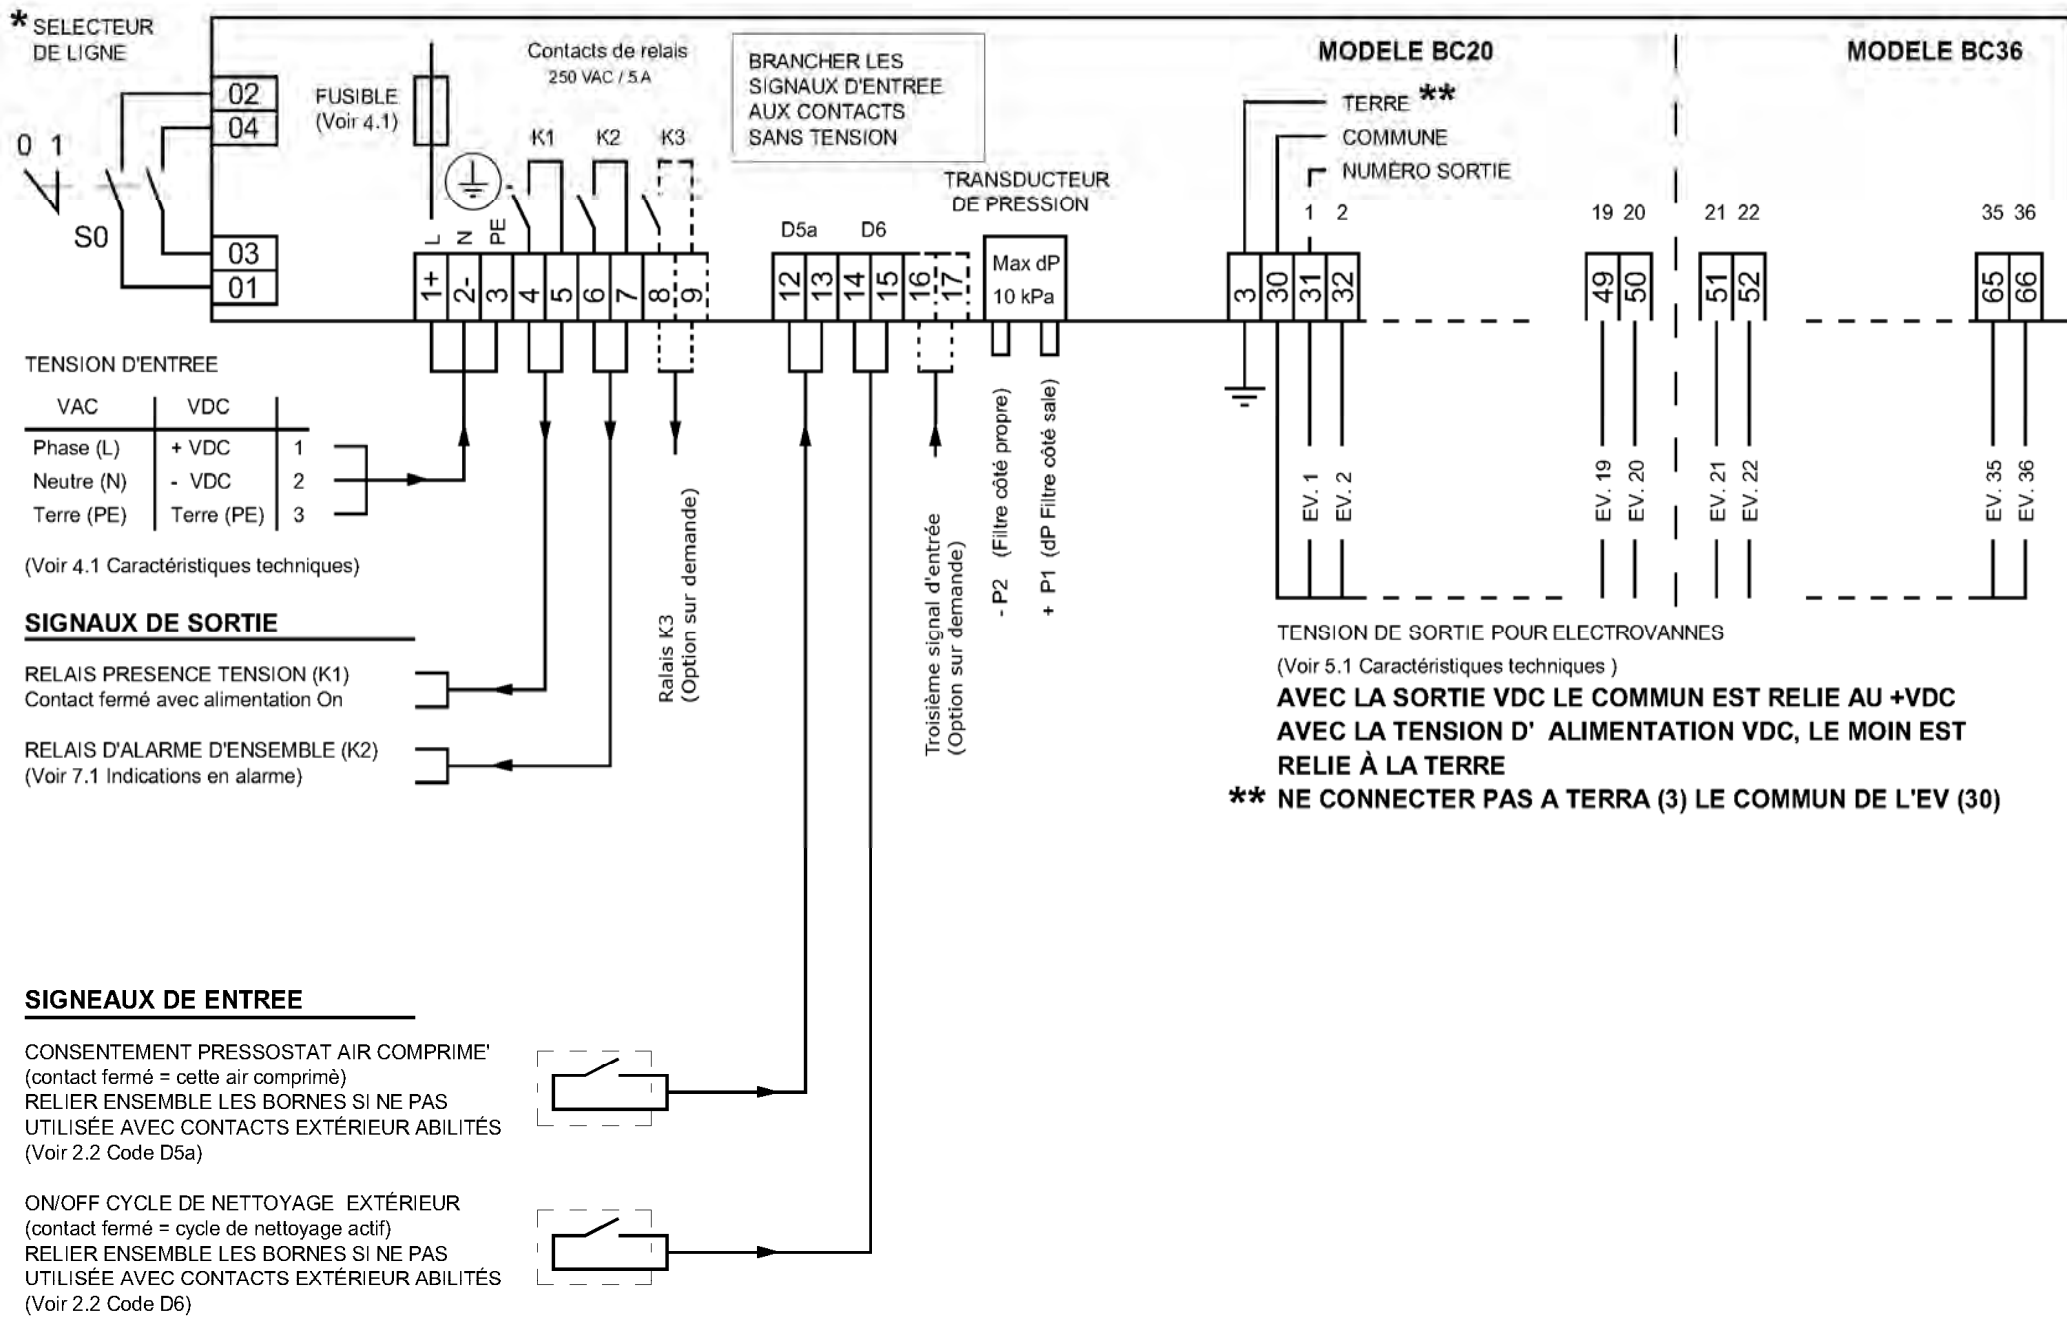 * SELECTEUR
DE LIGNE
0 1
S0
02
04
03
01
FUSIBLE
(Voir 4.1)
Contacts de relais
250 VAC / 5 A
K1 K2 K3
L N PE
1+ 2- 3 4 5 6 7 8 9
BRANCHER LES
SIGNAUX D'ENTREE
AUX CONTACTS
SANS TENSION
D5a D6
12 13 14 15 16 17
TRANSDUCTEUR
DE PRESSION
Max dP
10 kPa
MODELE BC20
MODELE BC36
TERRE **
COMMUNE
NUMÈRO SORTIE
1 2 19 20 21 22 35 36
3 30 31 32 49 50 51 52 65 66
EV. 1
EV. 2
EV. 19
EV. 20
EV. 21
EV. 22
EV. 35
EV. 36
TENSION D'ENTREE
VAC VDC
Phase (L) + VDC 1
Neutre (N) - VDC 2
Terre (PE) Terre (PE) 3
(Voir 4.1 Caractéristiques techniques)
SIGNAUX DE SORTIE
RELAIS PRESENCE TENSION (K1)
Contact fermé avec alimentation On
RELAIS D'ALARME D'ENSEMBLE (K2)
(Voir 7.1 Indications en alarme)
Ralais K3
(Option sur demande)
Troisième signal d'entrée
(Option sur demande)
- P2 (Filtre côté propre)
+ P1 (dP Filtre côté sale)
TENSION DE SORTIE POUR ELECTROVANNES
(Voir 5.1 Caractéristiques techniques )
AVEC LA SORTIE VDC LE COMMUN EST RELIE AU +VDC
AVEC LA TENSION D' ALIMENTATION VDC, LE MOIN EST
RELIE À LA TERRE
** NE CONNECTER PAS A TERRA (3) LE COMMUN DE L'EV (30)
SIGNEAUX DE ENTREE
CONSENTEMENT PRESSOSTAT AIR COMPRIME'
(contact fermé = cette air comprimè)
RELIER ENSEMBLE LES BORNES SI NE PAS
UTILISÉE AVEC CONTACTS EXTÉRIEUR ABILITÉS
(Voir 2.2 Code D5a)
ON/OFF CYCLE DE NETTOYAGE EXTÉRIEUR
(contact fermé = cycle de nettoyage actif)
RELIER ENSEMBLE LES BORNES SI NE PAS
UTILISÉE AVEC CONTACTS EXTÉRIEUR ABILITÉS
(Voir 2.2 Code D6)